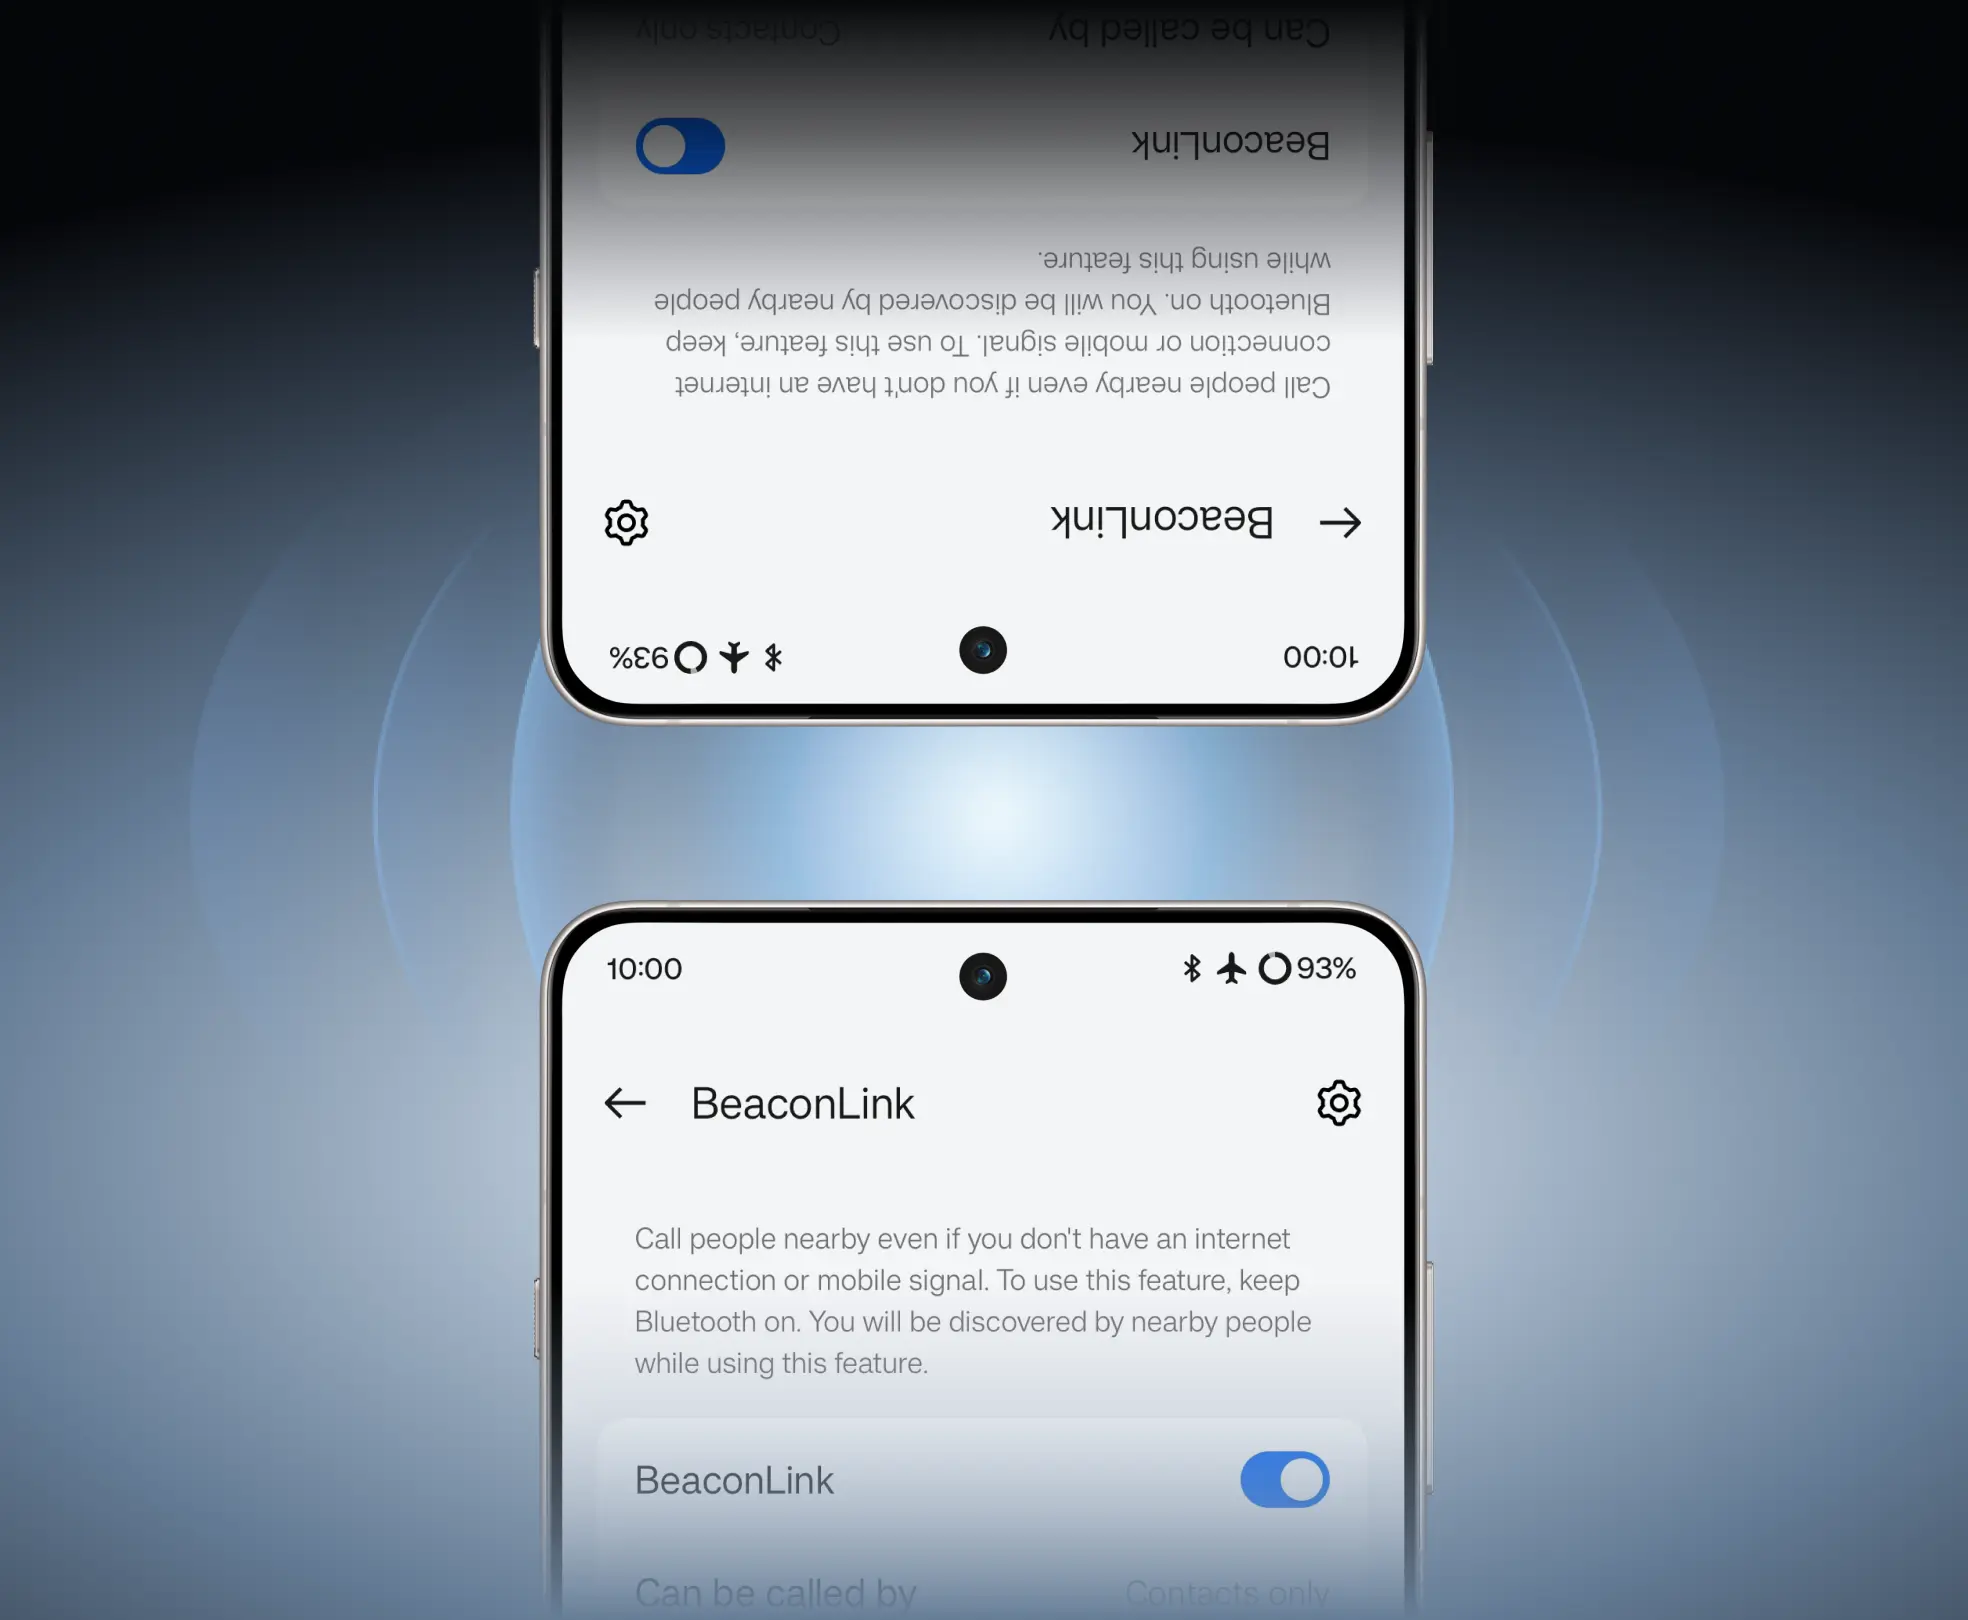 Can be called by Contacts only
BeaconLink
while using this feature.
Bluetooth on. You will be discovered by nearby people
connection or mobile signal. To use this feature, keep
Call people nearby even if you don't have an internet
BeaconLink
10:00 93%
10:00 93%
BeaconLink
Call people nearby even if you don't have an internet
connection or mobile signal. To use this feature, keep
Bluetooth on. You will be discovered by nearby people
while using this feature.
BeaconLink
Can be called by Contacts only